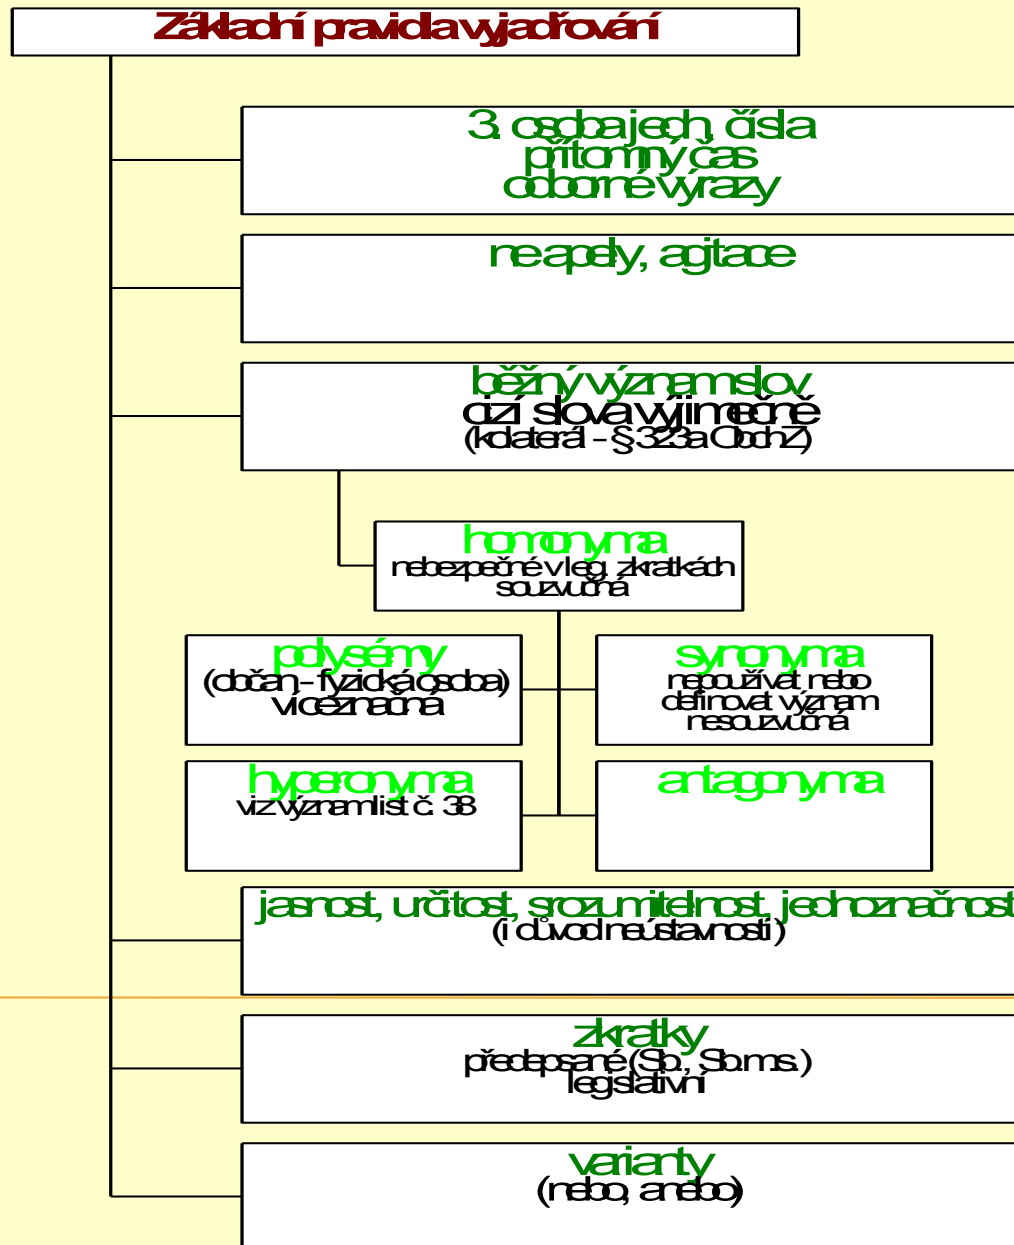 Základní pravidla vyjadřování
3. osoba jedn. čísla
přítomný čas
odborné výrazy
ne apely, agitace
běžný význam slov
cizí slova výjimečně
(kolaterál - § 323a ObchZ)
homonyma
nebezpečné v leg. zkratkách
souzvučná
polysémy
(občan - fyzická osoba)
víceznačná
synonyma
nepoužívat nebo
definovat význam
nesouzvučná
hyperonyma
viz význam list č. 38
antagonyma
jasnost, určitost, srozumitelnost, jednoznačnost
(i důvod neústavnosti)
zkratky
předepsané (Sb., Sb.m.s.)
legislativní
varianty
(nebo, anebo)